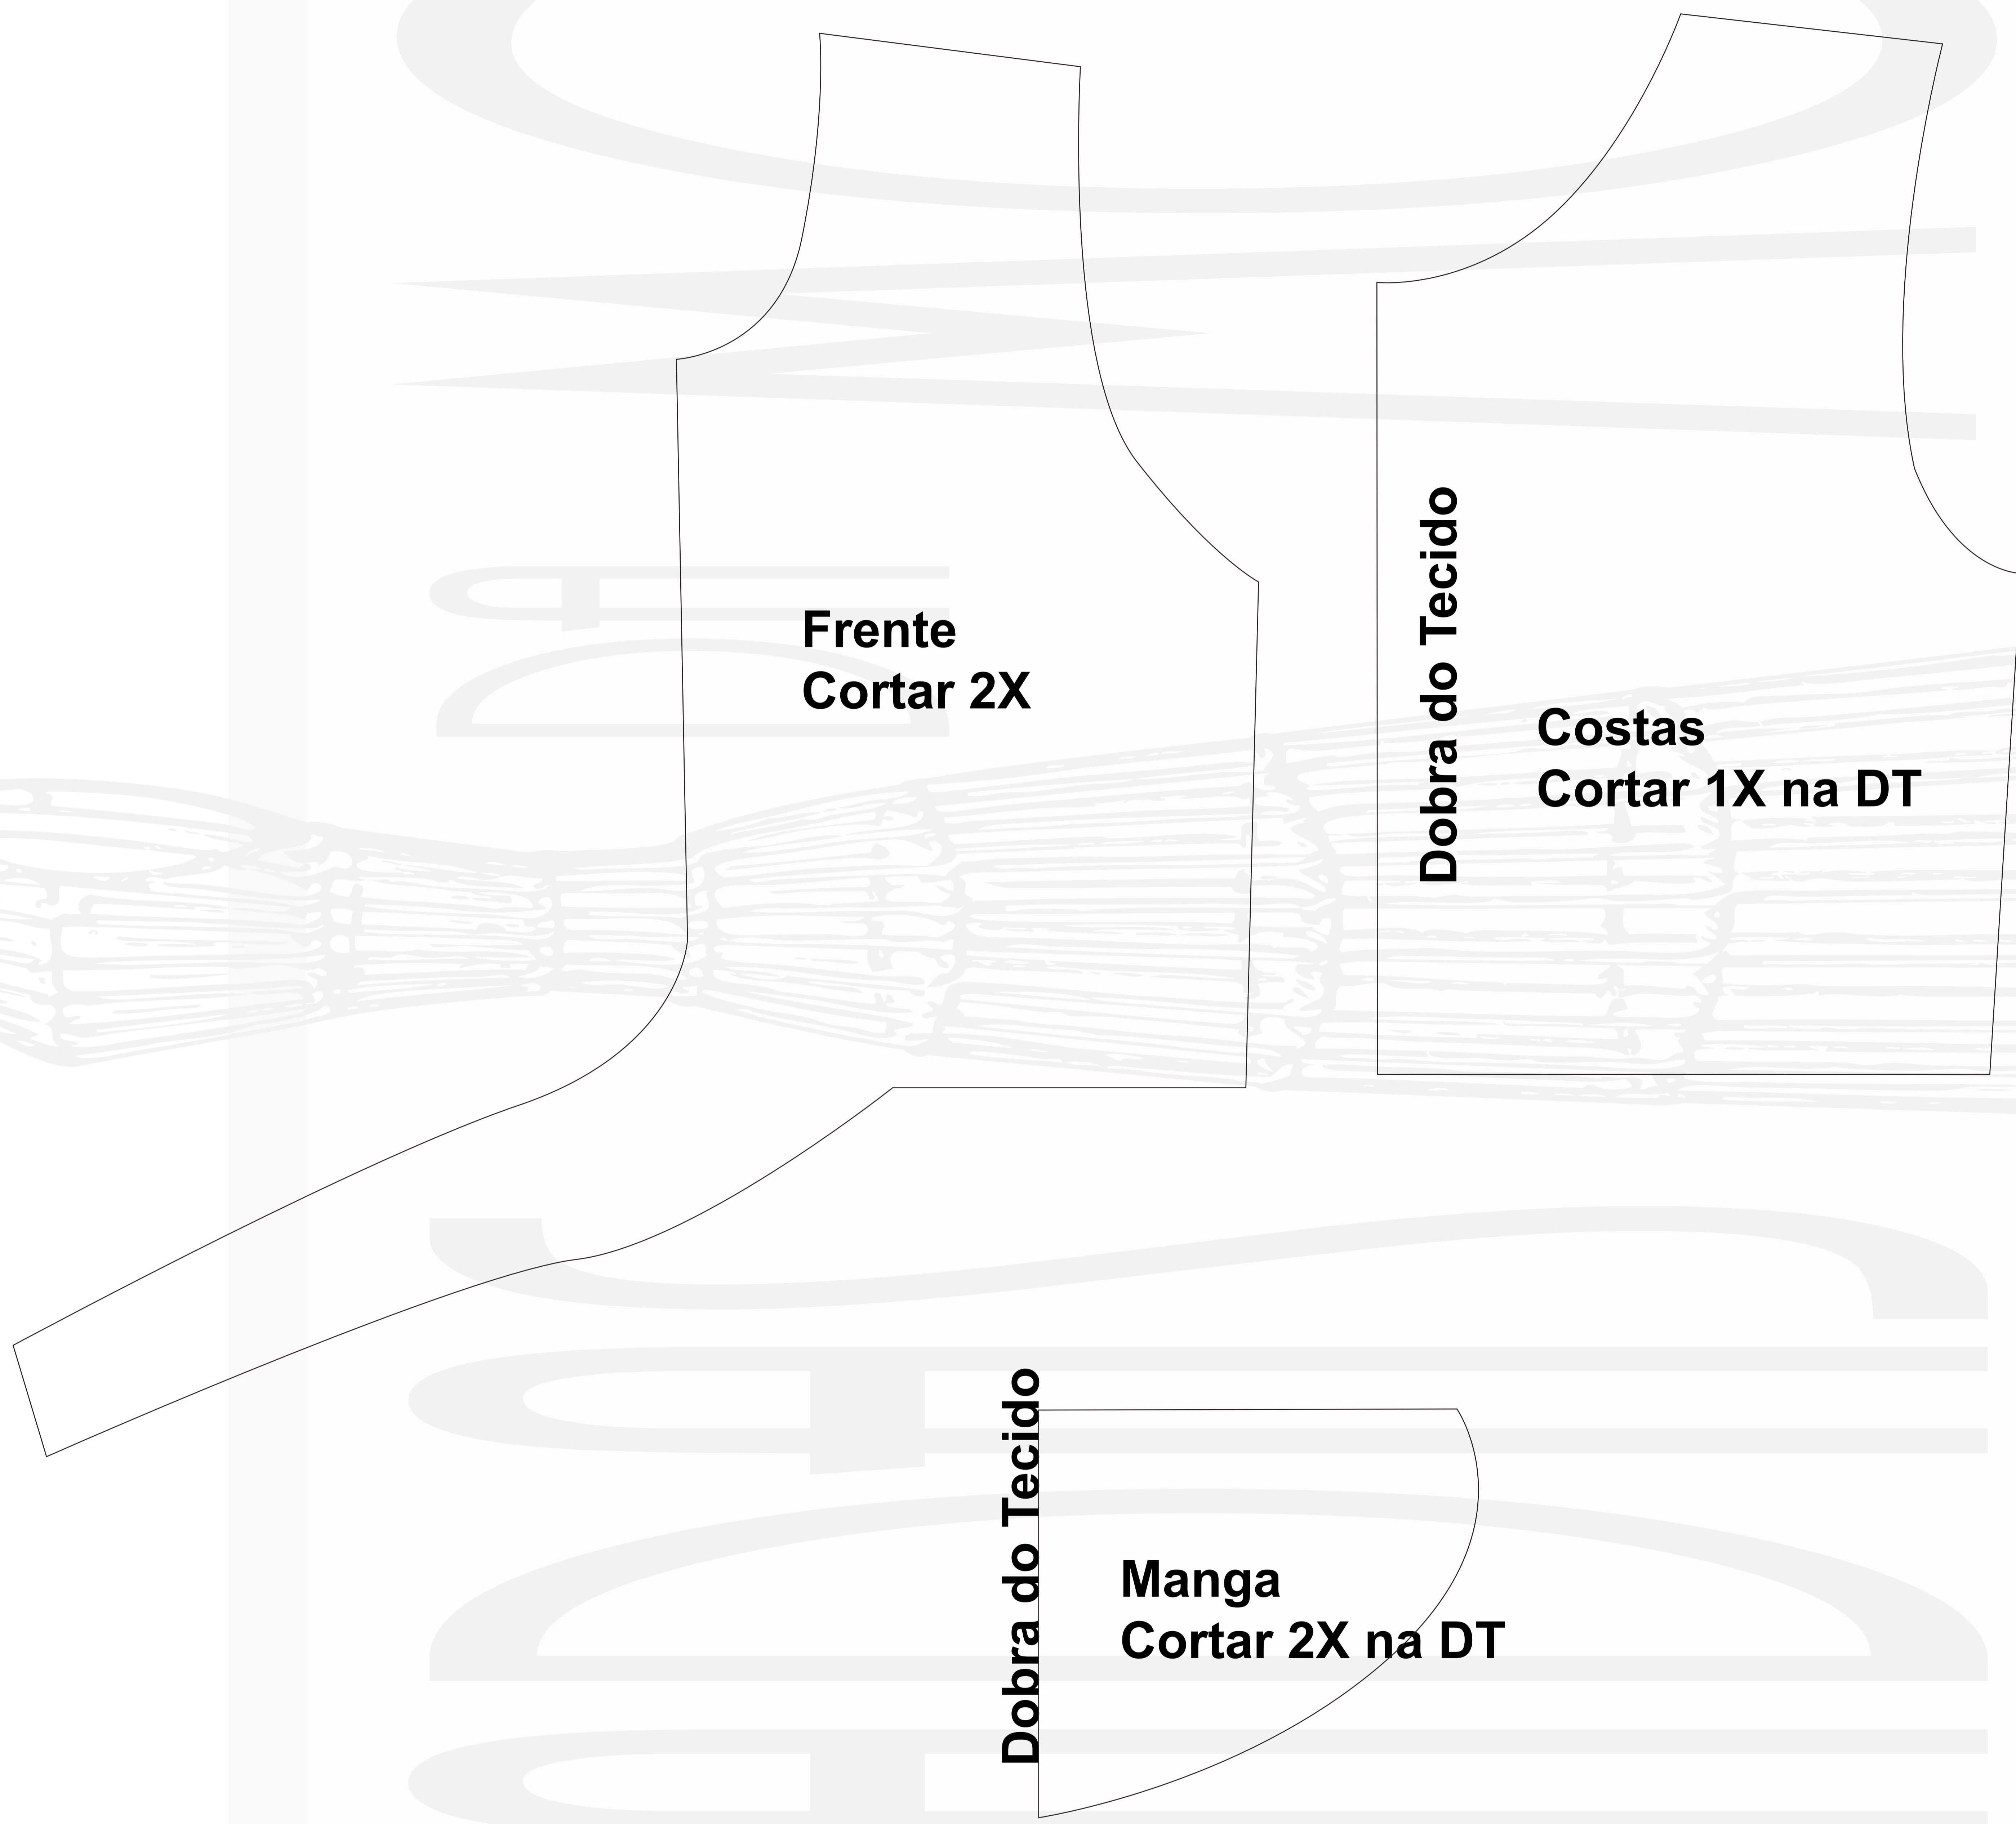 Frente
Cortar 2X
Dobra do Tecido
Costas
Cortar 1X na DT
Dobra do Tecido
Manga
Cortar 2X na DT